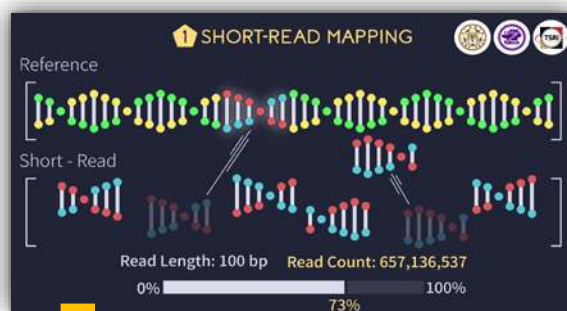 1 SHORT-READ MAPPING
TSRI
Reference
Short - Read
Read Length: 100 bp Read Count: 657,136,537
0% 100%
73%